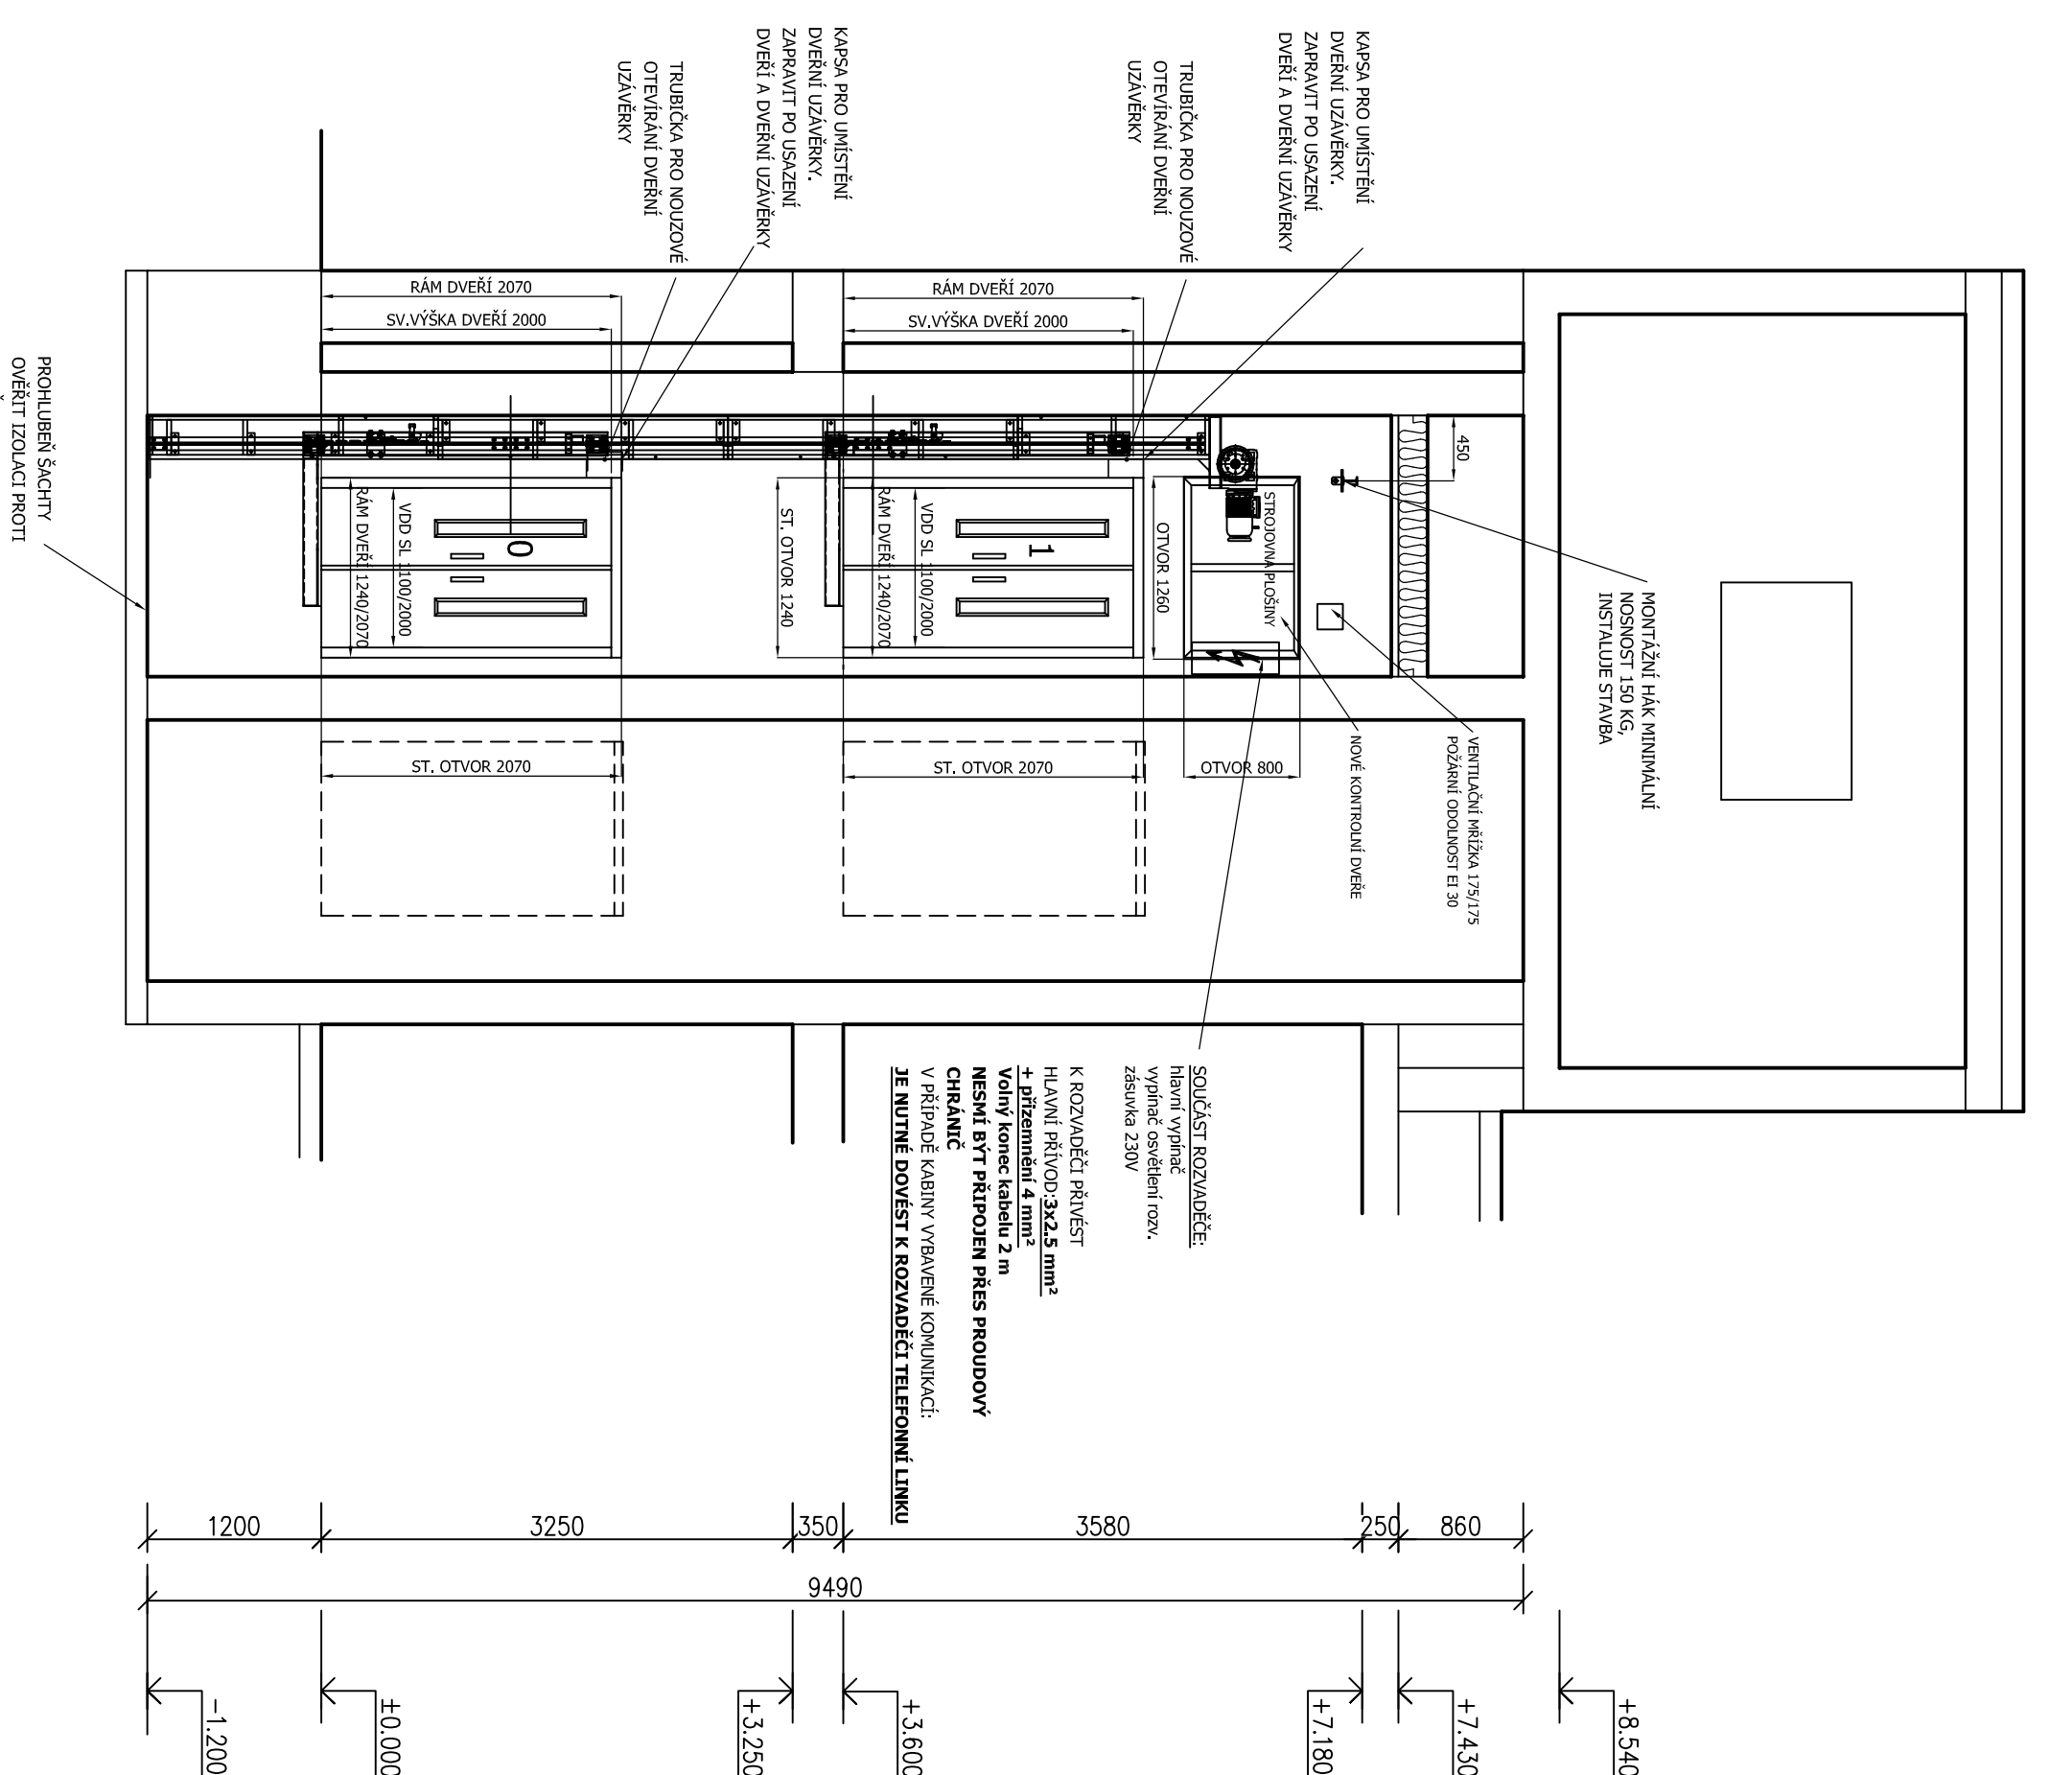 KAPSA PRO UMÍSTĚNÍ
DVEŘNÍ UZÁVĚRKY.
ZAPRAVIT PO USAZENÍ
DVEŘÍ A DVEŘNÍ UZÁVĚRKY
TRUBIČKA PRO NOUZOVÉ
OTEVÍRÁNÍ DVEŘNÍ
UZÁVĚRKY
KAPSA PRO UMÍSTĚNÍ
DVEŘNÍ UZÁVĚRKY.
ZAPRAVIT PO USAZENÍ
DVEŘÍ A DVEŘNÍ UZÁVĚRKY
TRUBIČKA PRO NOUZOVÉ
OTEVÍRÁNÍ DVEŘNÍ
UZÁVĚRKY
PROHLUBEŇ ŠACHTY
OVĚŘIT IZOLACI PROTI
RÁM DVEŘÍ 2070
SV.VÝŠKA DVEŘÍ 2000
RÁM DVEŘÍ 2070
SV.VÝŠKA DVEŘÍ 2000
450
MONTÁŽNÍ HÁK MINIMÁLNÍ
NOSNOST 150 KG,
INSTALUJE STAVBA
VENTILAČNÍ MŘÍŽKA 175/175
POŽÁRNÍ ODOLNOST EI 30
NOVÉ KONTROLNÍ DVEŘE
STROJOVNA PLOŠINY
OTVOR 1260
OTVOR 800
1
VDD SL 1100/2000
RÁM DVEŘÍ 1240/2070
ST. OTVOR 1240
0
VDD SL 1100/2000
RÁM DVEŘÍ 1240/2070
ST. OTVOR 2070
ST. OTVOR 2070
SOUČÁST ROZVADĚČE:
hlavní vypínač
vypínač osvětlení rozv.
zásuvka 230V
K ROZVADĚČI PŘIVÉST
HLAVNÍ PŘÍVOD:3x2.5 mm²
+ přizemnění 4 mm²
Volný konec kabelu 2 m
NESMÍ BÝT PŘIPOJEN PŘES PROUDOVÝ
CHRÁNIČ
V PŘÍPADĚ KABINY VYBAVENÉ KOMUNIKACÍ:
JE NUTNÉ DOVÉST K ROZVADĚČI TELEFONNÍ LINKU
1200
3250
350
3580
250
860
9490
-1.200
±0.000
+3.250
+3.600
+7.180
+7.430
+8.540